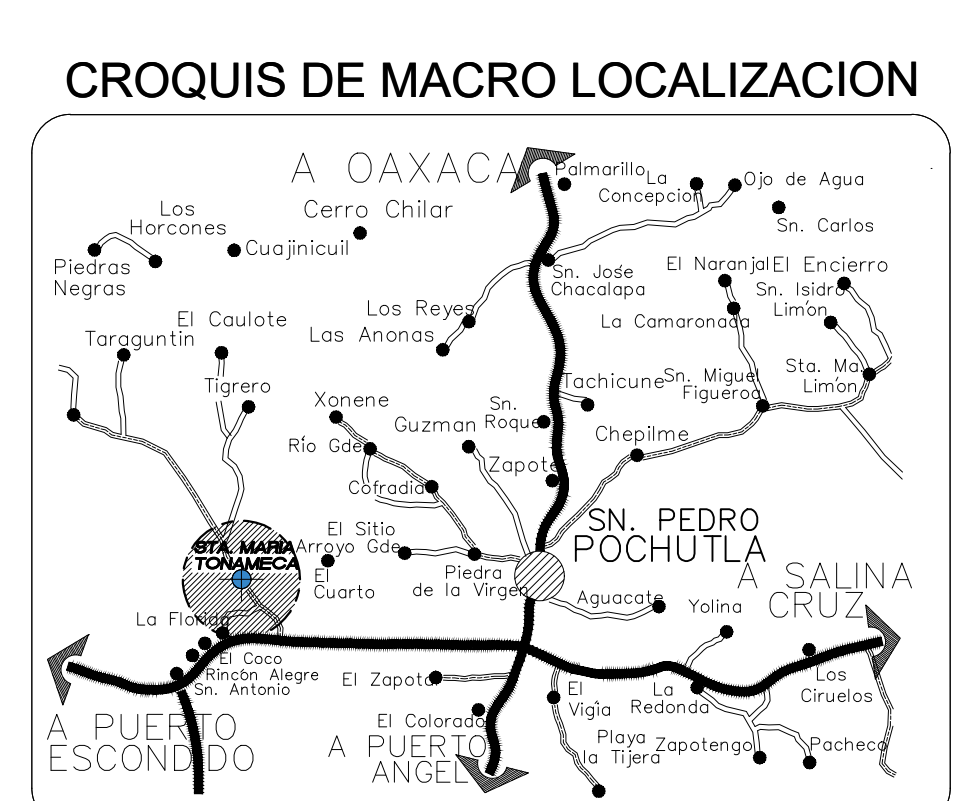 CROQUIS DE MACRO LOCALIZACION
A OAXACA
Palmarillo
La
Concepcion
Ojo de Agua
Sn. Carlos
Los
Horcones
Cerro Chilar
Cuajinicuil
Piedras
Negras
Sn. José
Chacalapa
El Naranjal
El Encierro
Sn. Isidro
Limón
Los Reyes
Las Anonas
La Camaronada
El Caulote
Taraguntin
Tigrero
Tachicune
Sn. Miguel
Figueroa
Sta. Ma.
Limón
Xonene
Guzman
Sn.
Roque
Chepilme
Río Gde
Zapote
Cofradia
El Sitio
Arroyo Gde
SN. PEDRO
POCHUTLA
STA. MARIA
TONAMECA
El
Cuarto
Piedra
de la Virgen
A SALINA
CRUZ
Aguacate
Yolina
La Florida
El Coco
Rincón Alegre
Sn. Antonio
El Zapotal
El
Vigía
La
Redonda
Los
Ciruelos
A PUERTO
ESCONDIDO
El Colorado
A PUERTO
ANGEL
Playa
la Tijera
Zapotengo
Pacheco